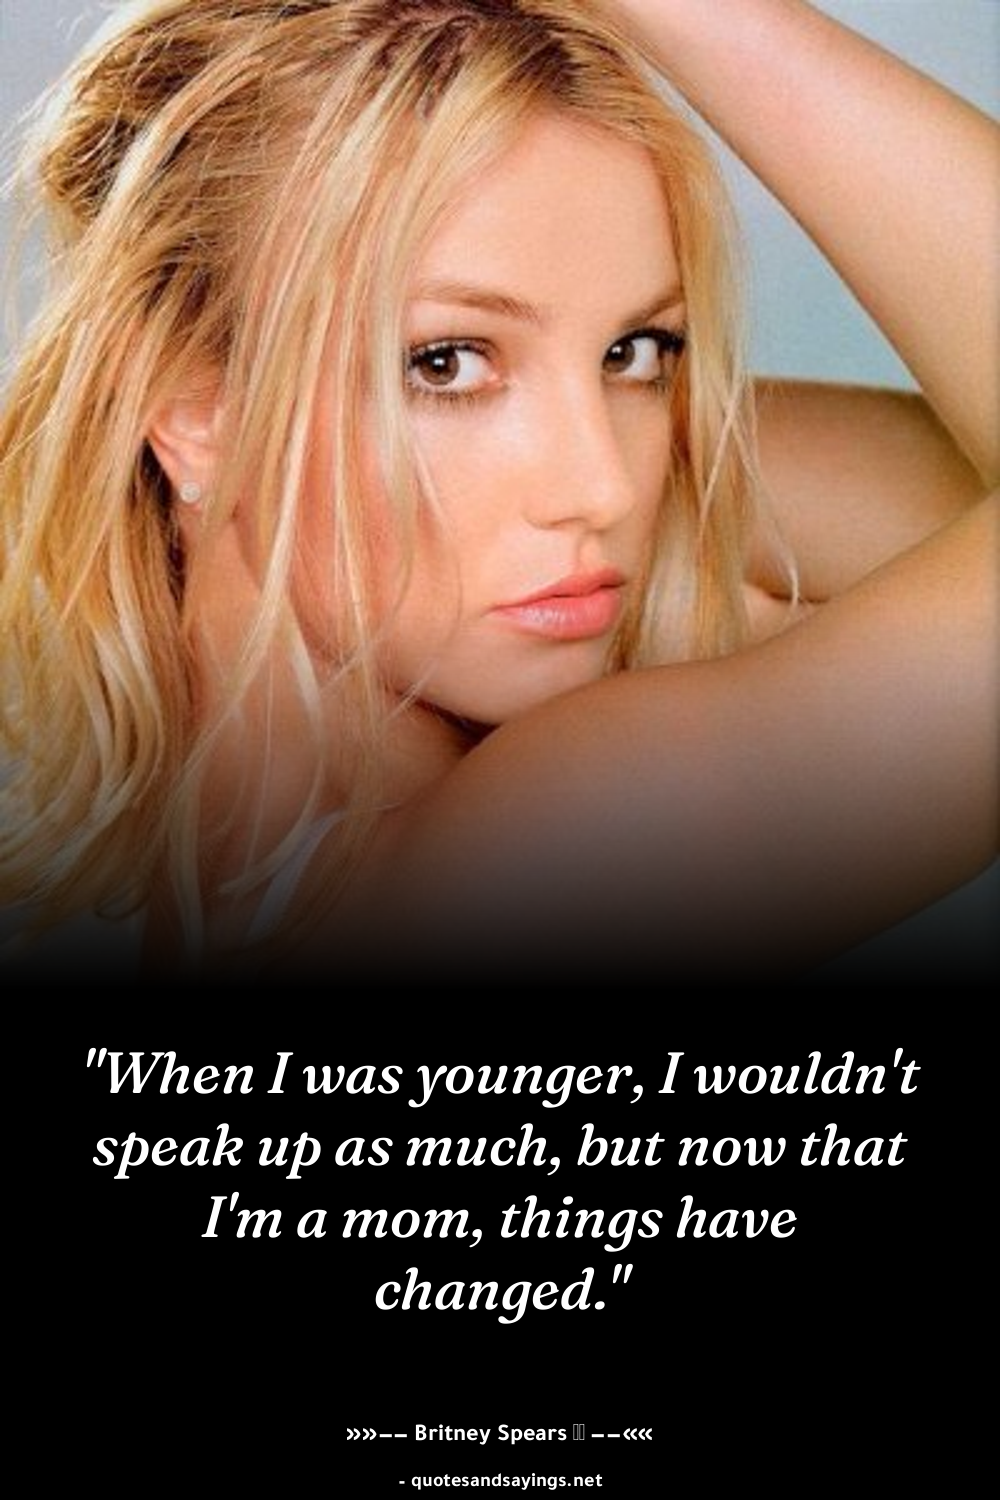 "When I was younger, I wouldn't
speak up as much, but now that
I'm a mom, things have
changed."
»»−− Britney Spears −−««
- quotesandsayings.net